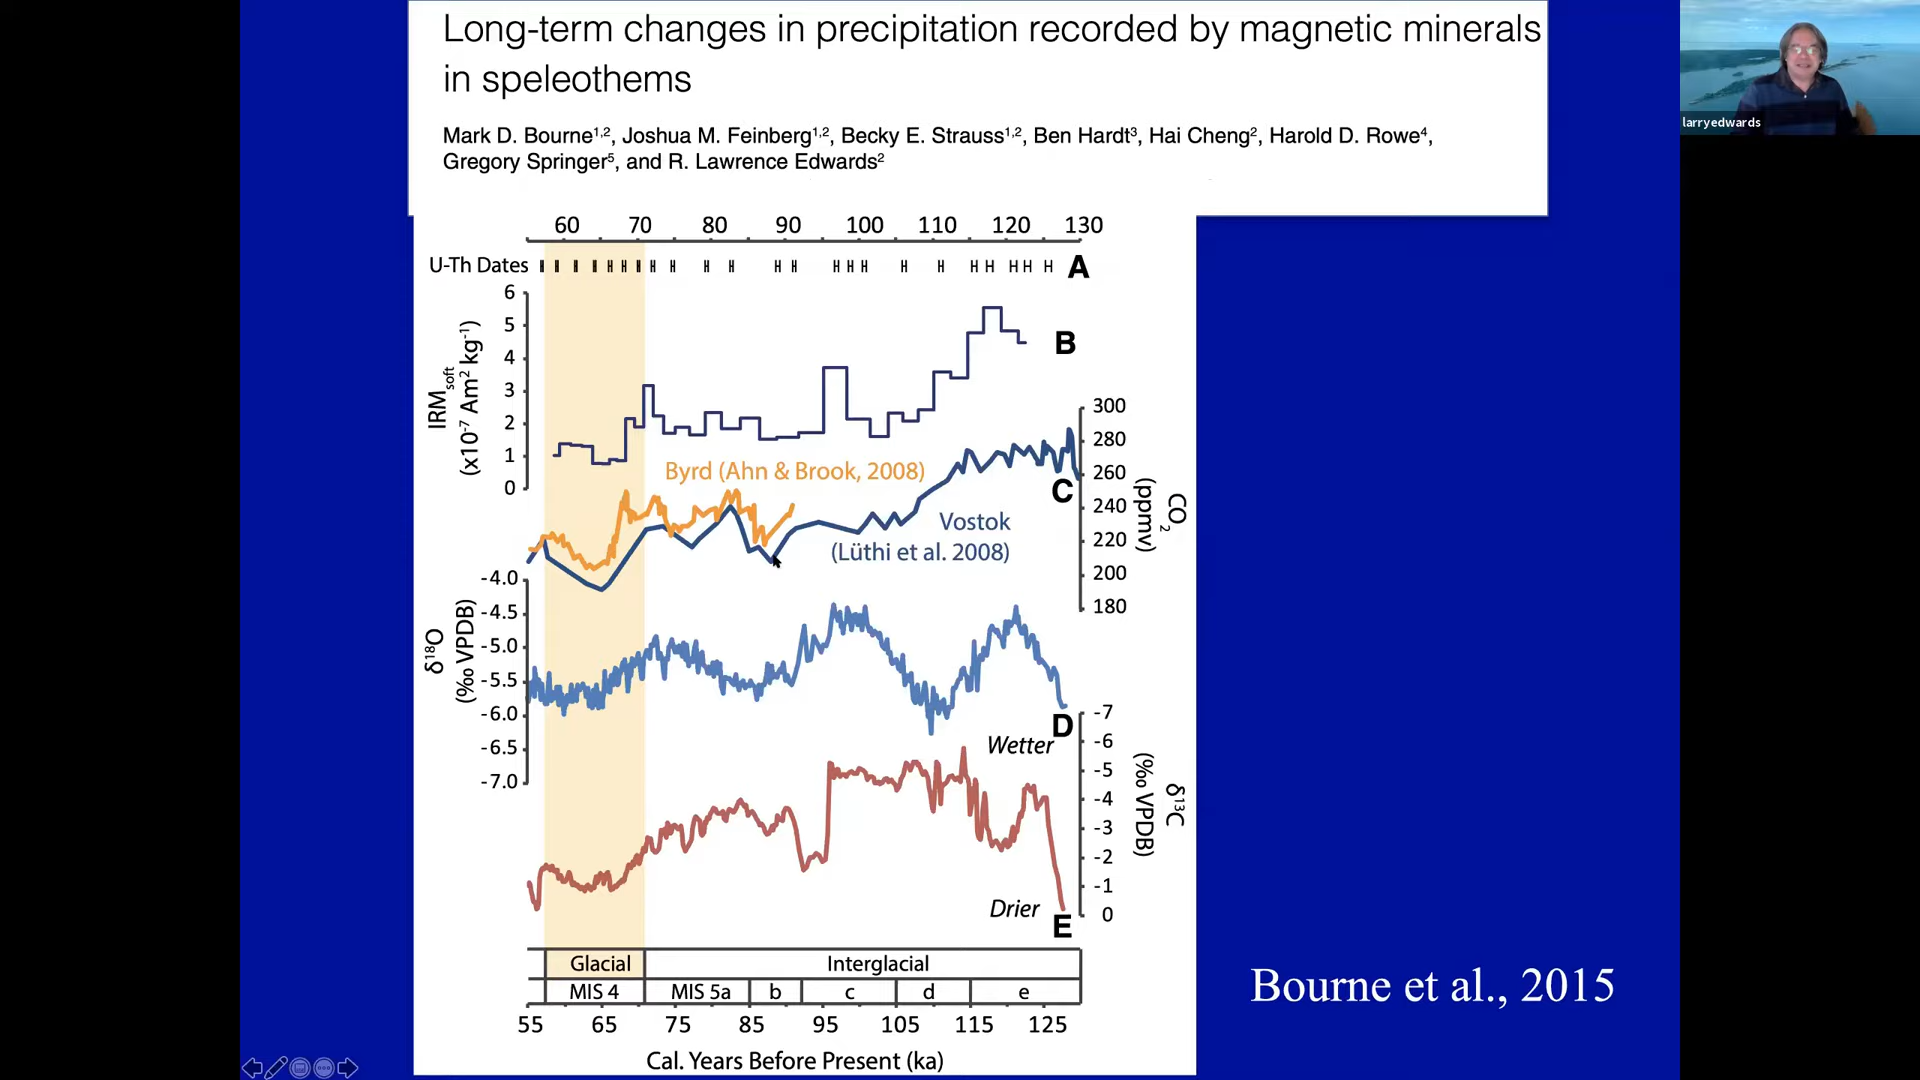 Long-term changes in precipitation recorded by magnetic minerals
in speleothems
Mark D. Bourne¹,², Joshua M. Feinberg¹,², Becky E. Strauss¹,², Ben Hardt³, Hai Cheng², Harold D. Rowe⁴,
Gregory Springer⁵, and R. Lawrence Edwards²
larryedwards
60 70 80 90 100 110 120 130
U-Th Dates
A
6
5
4
3
2
1
0
IRMsoft
(x10⁻⁷ Am² kg⁻¹)
B
Byrd (Ahn & Brook, 2008)
Vostok
(Lüthi et al. 2008)
C
300
280
260
240
220
200
180
CO₂
(ppmv)
-4.0
-4.5
-5.0
-5.5
-6.0
-6.5
-7.0
δ¹⁸O
(‰ VPDB)
D
Wetter
Drier
-7
-6
-5
-4
-3
-2
-1
0
δ¹³C
(‰ VPDB)
E
Glacial Interglacial
MIS 4 MIS 5a b c d e
55 65 75 85 95 105 115 125
Cal. Years Before Present (ka)
Bourne et al., 2015